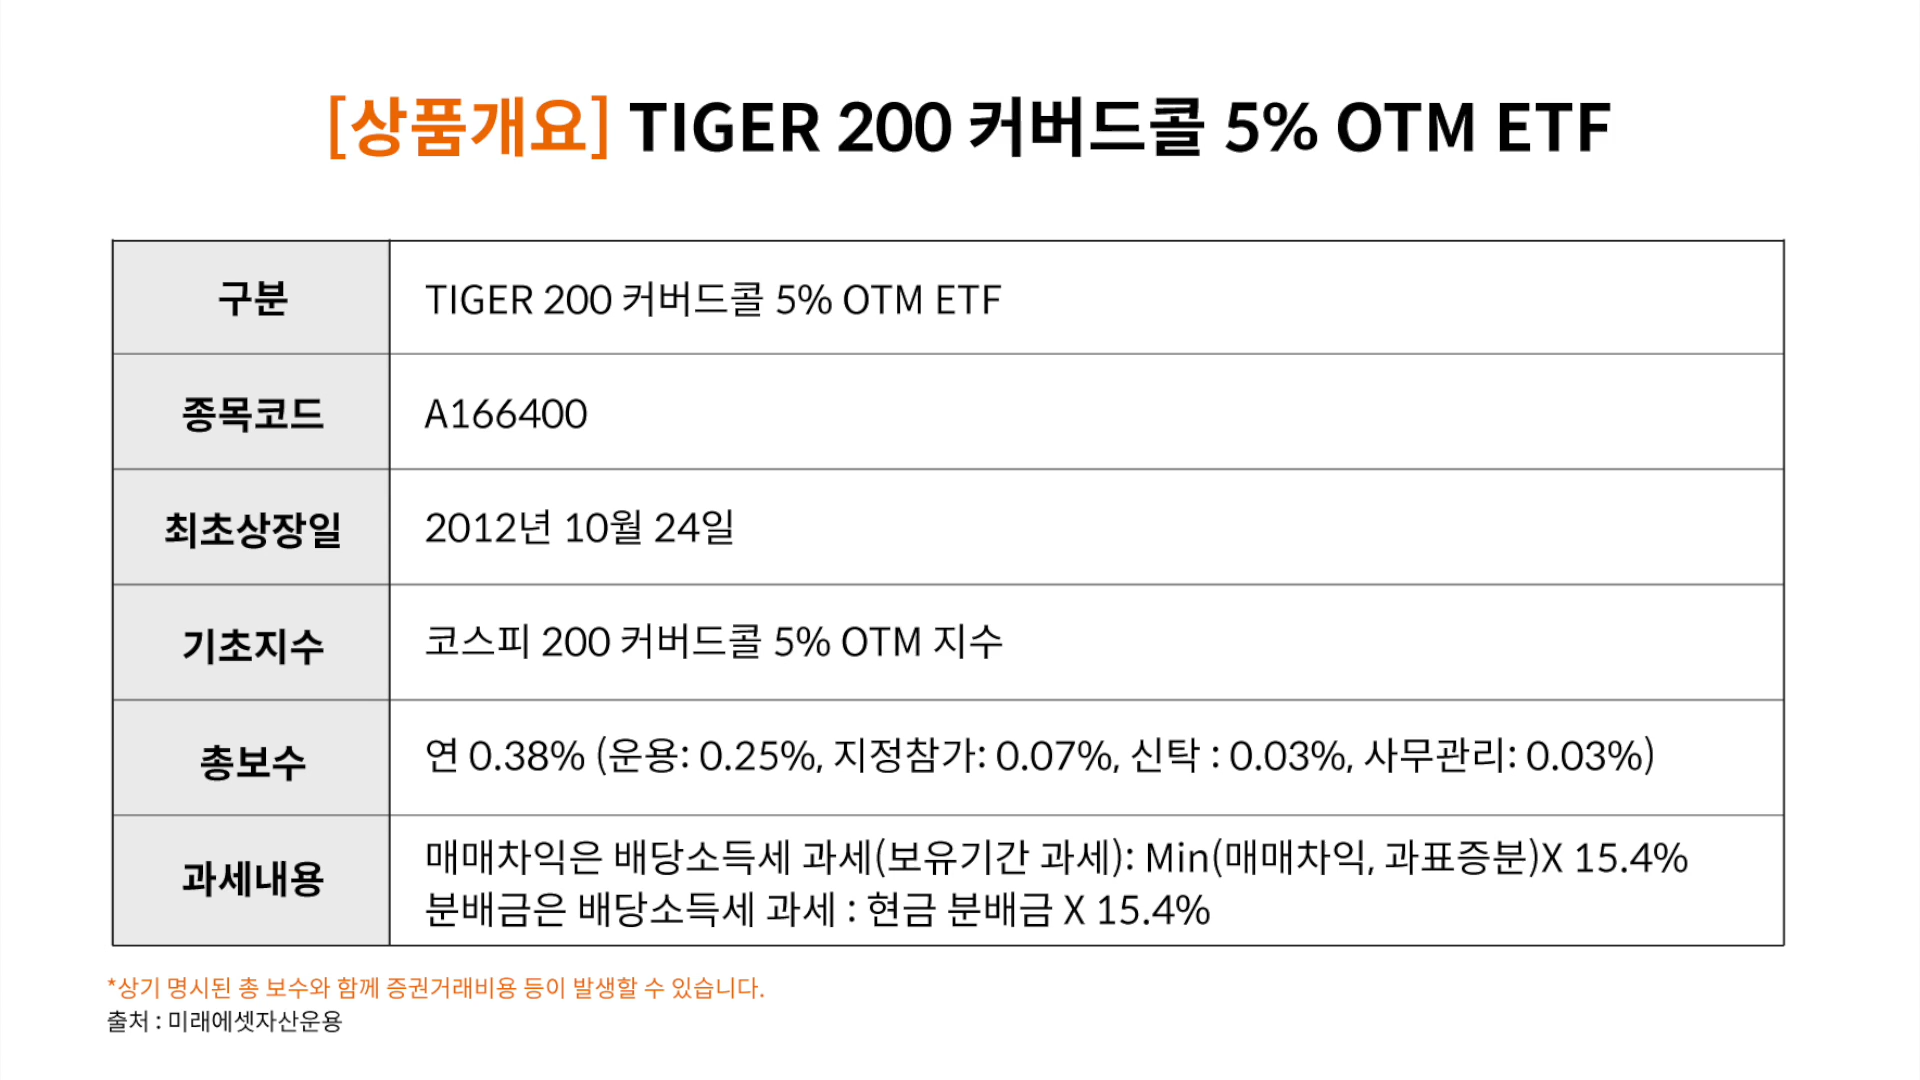 [상품개요] TIGER 200 커버드콜 5% OTM ETF
구분 TIGER 200 커버드콜 5% OTM ETF
종목코드 A166400
최초상장일 2012년 10월 24일
기초지수 코스피 200 커버드콜 5% OTM 지수
총보수 연 0.38% (운용: 0.25%, 지정참가: 0.07%, 신탁 : 0.03%, 사무관리: 0.03%)
과세내용 매매차익은 배당소득세 과세(보유기간 과세): Min(매매차익, 과표증분)X 15.4%
분배금은 배당소득세 과세 : 현금 분배금 X 15.4%
*상기 명시된 총 보수와 함께 증권거래비용 등이 발생할 수 있습니다.
출처 : 미래에셋자산운용